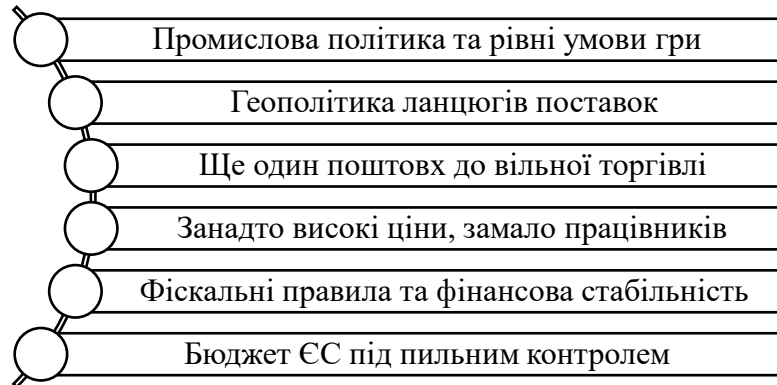 Промислова політика та рівні умови гри
Геополітика ланцюгів поставок
Ще один поштовх до вільної торгівлі
Занадто високі ціни, замало працівників
Фіскальні правила та фінансова стабільність
Бюджет ЄС під пильним контролем